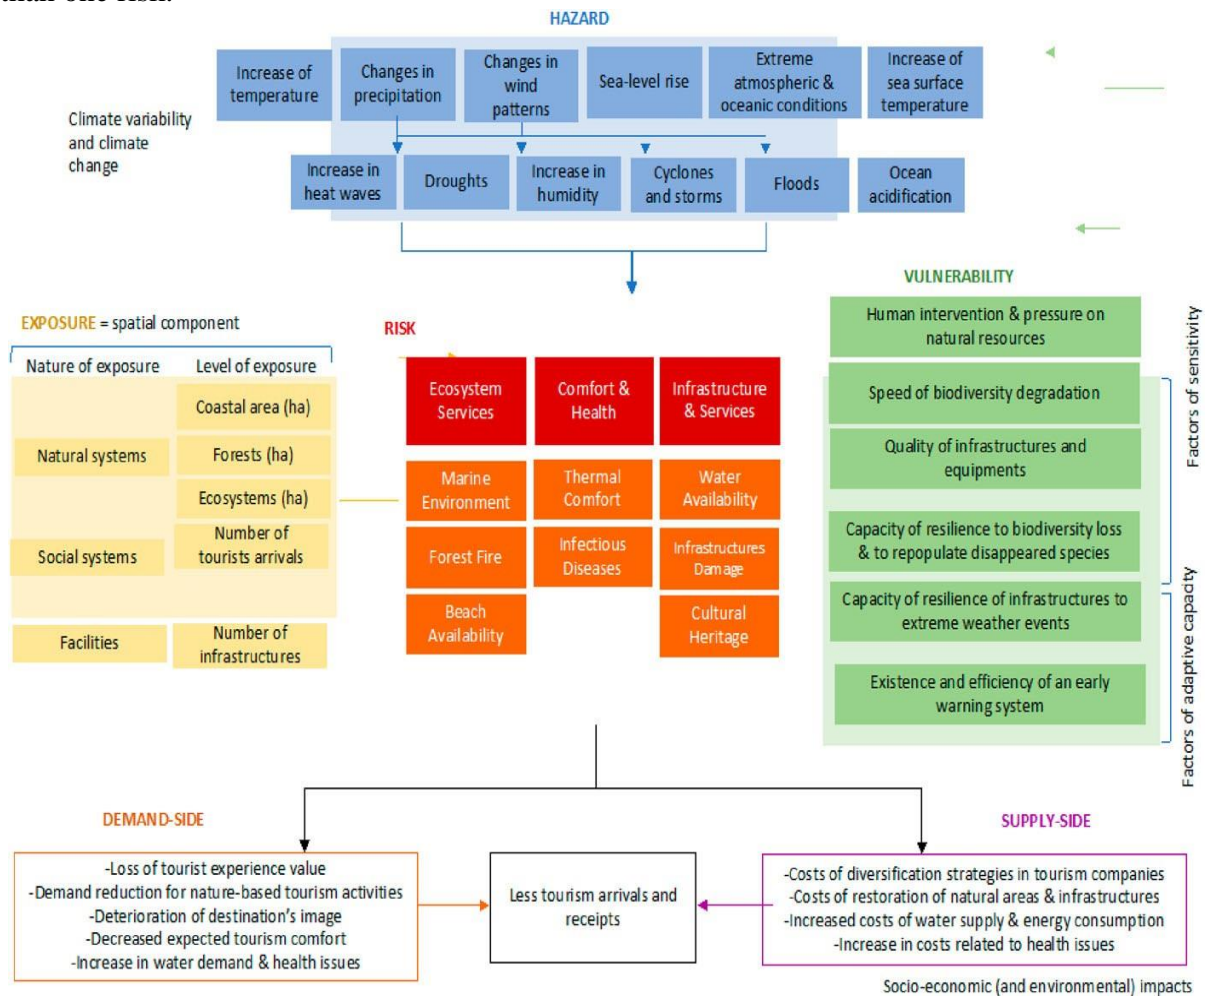 than one risk.
HAZARD
Increase of
temperature
Changes in
precipitation
Changes in
wind
patterns
Sea-level rise
Extreme
atmospheric &
oceanic conditions
Increase of
sea surface
temperature
Climate variability
and climate
change
Increase in
heat waves
Droughts
Increase in
humidity
Cyclones
and storms
Floods
Ocean
acidification
VULNERABILITY
Human intervention & pressure on
natural resources
Speed of biodiversity degradation
Quality of infrastructures and
equipments
Capacity of resilience to biodiversity loss
& to repopulate disappeared species
Capacity of resilience of infrastructures to
extreme weather events
Existence and efficiency of an early
warning system
Factors of sensitivity
Factors of adaptive capacity
EXPOSURE = spatial component
Nature of exposure
Level of exposure
Coastal area (ha)
Natural systems
Forests (ha)
Ecosystems (ha)
Social systems
Number of
tourists arrivals
Facilities
Number of
infrastructures
RISK
Ecosystem
Services
Comfort &
Health
Infrastructure
& Services
Marine
Environment
Thermal
Comfort
Water
Availability
Forest Fire
Infectious
Diseases
Infrastructures
Damage
Beach
Availability
Cultural
Heritage
DEMAND-SIDE
-Loss of tourist experience value
-Demand reduction for nature-based tourism activities
-Deterioration of destination's image
-Decreased expected tourism comfort
-Increase in water demand & health issues
Less tourism arrivals and
receipts
SUPPLY-SIDE
-Costs of diversification strategies in tourism companies
-Costs of restoration of natural areas & infrastructures
-Increased costs of water supply & energy consumption
-Increase in costs related to health issues
Socio-economic (and environmental) impacts